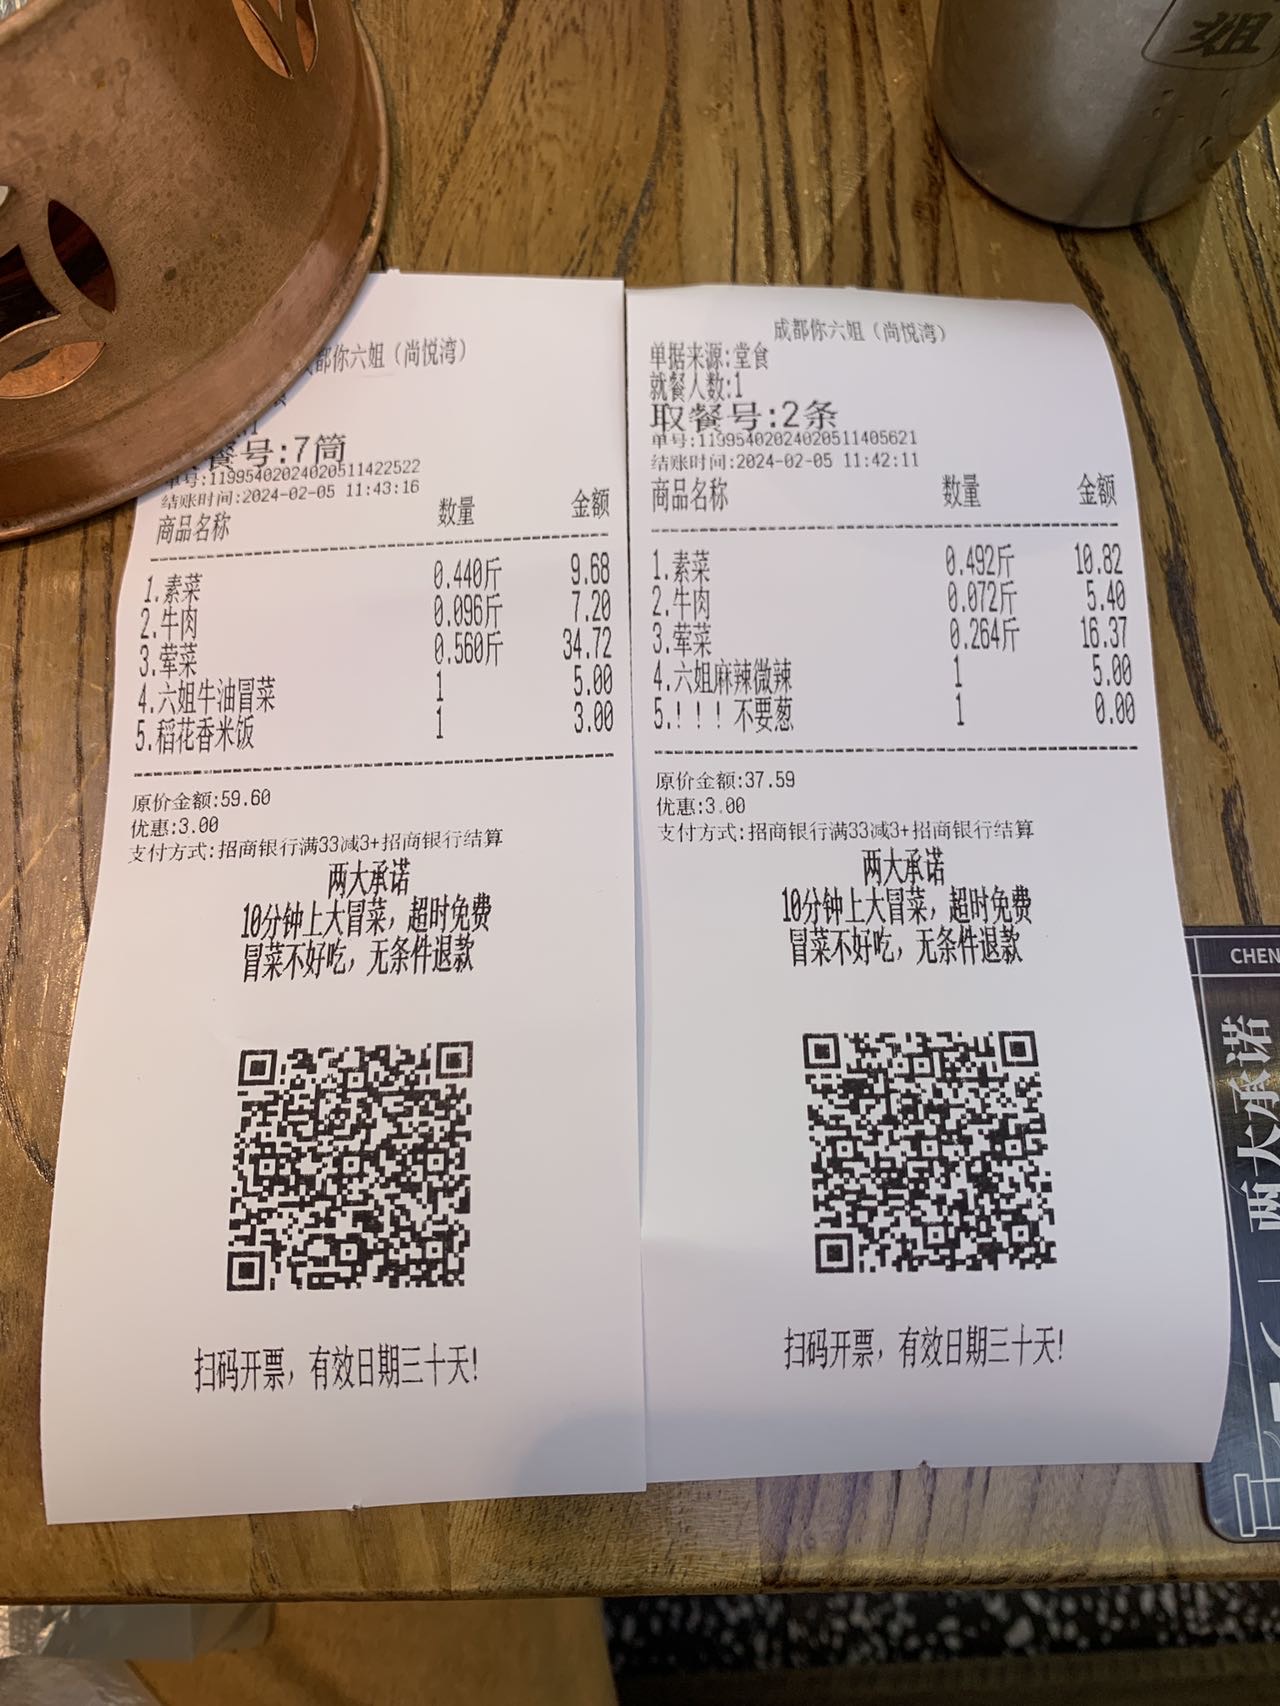 姐
都你六姐（尚悦湾）
餐号:7筒
单号:11995402024020511422522
结账时间:2024-02-05 11:43:16
商品名称 数量 金额
1.素菜 0.440斤 9.68
2.牛肉 0.096斤 7.20
3.荤菜 0.560斤 34.72
4.六姐牛油冒菜 1 5.00
5.稻花香米饭 1 3.00
原价金额:59.60
优惠:3.00
支付方式:招商银行满33减3+招商银行结算
两大承诺
10分钟上大冒菜，超时免费
冒菜不好吃，无条件退款
扫码开票，有效日期三十天!
成都你六姐（尚悦湾）
单据来源:堂食
就餐人数:1
取餐号:2条
单号:11995402024020511405621
结账时间:2024-02-05 11:42:11
商品名称 数量 金额
1.素菜 0.492斤 10.82
2.牛肉 0.072斤 5.40
3.荤菜 0.264斤 16.37
4.六姐麻辣微辣 1 5.00
5.！！！不要葱 1 0.00
原价金额:37.59
优惠:3.00
支付方式:招商银行满33减3+招商银行结算
两大承诺
10分钟上大冒菜，超时免费
冒菜不好吃，无条件退款
扫码开票，有效日期三十天!
CHEN
两大承诺